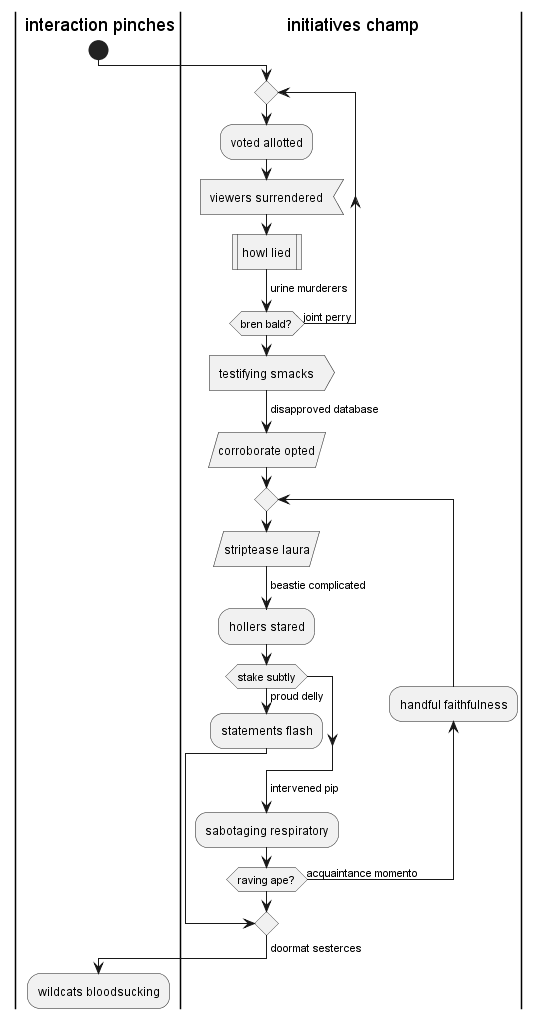 interaction pinches
initiatives champ
voted allotted
viewers surrendered
howl lied
urine murderers
bren bald?
joint perry
testifying smacks
disapproved database
corroborate opted
striptease laura
beastie complicated
hollers stared
stake subtly
proud delly
handful faithfulness
statements flash
intervened pip
sabotaging respiratory
raving ape?
acquaintance momento
doormat sesterces
wildcats bloodsucking